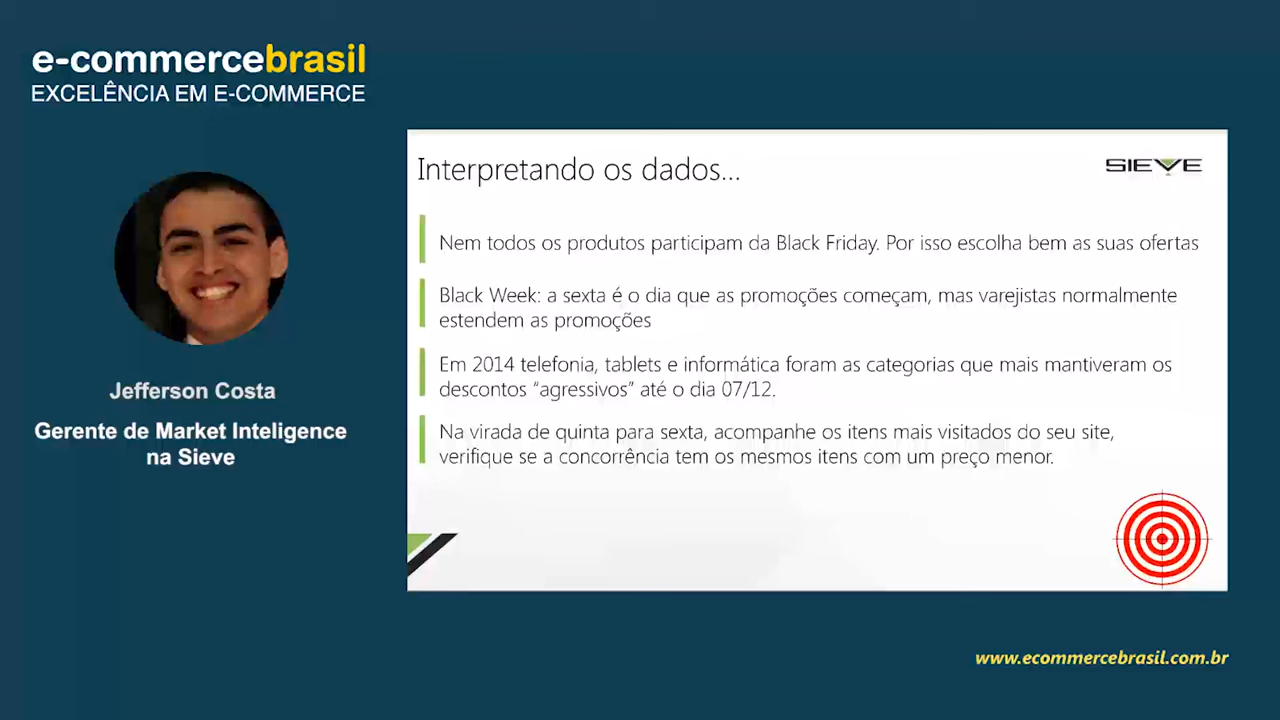 e-commercebrasil
EXCELÊNCIA EM E-COMMERCE
Jefferson Costa
Gerente de Market Inteligence
na Sieve
Interpretando os dados...
SIEVE
Nem todos os produtos participam da Black Friday. Por isso escolha bem as suas ofertas
Black Week: a sexta é o dia que as promoções começam, mas varejistas normalmente
estendem as promoções
Em 2014 telefonia, tablets e informática foram as categorias que mais mantiveram os
descontos “agressivos” até o dia 07/12.
Na virada de quinta para sexta, acompanhe os itens mais visitados do seu site,
verifique se a concorrência tem os mesmos itens com um preço menor.
www.ecommercebrasil.com.br